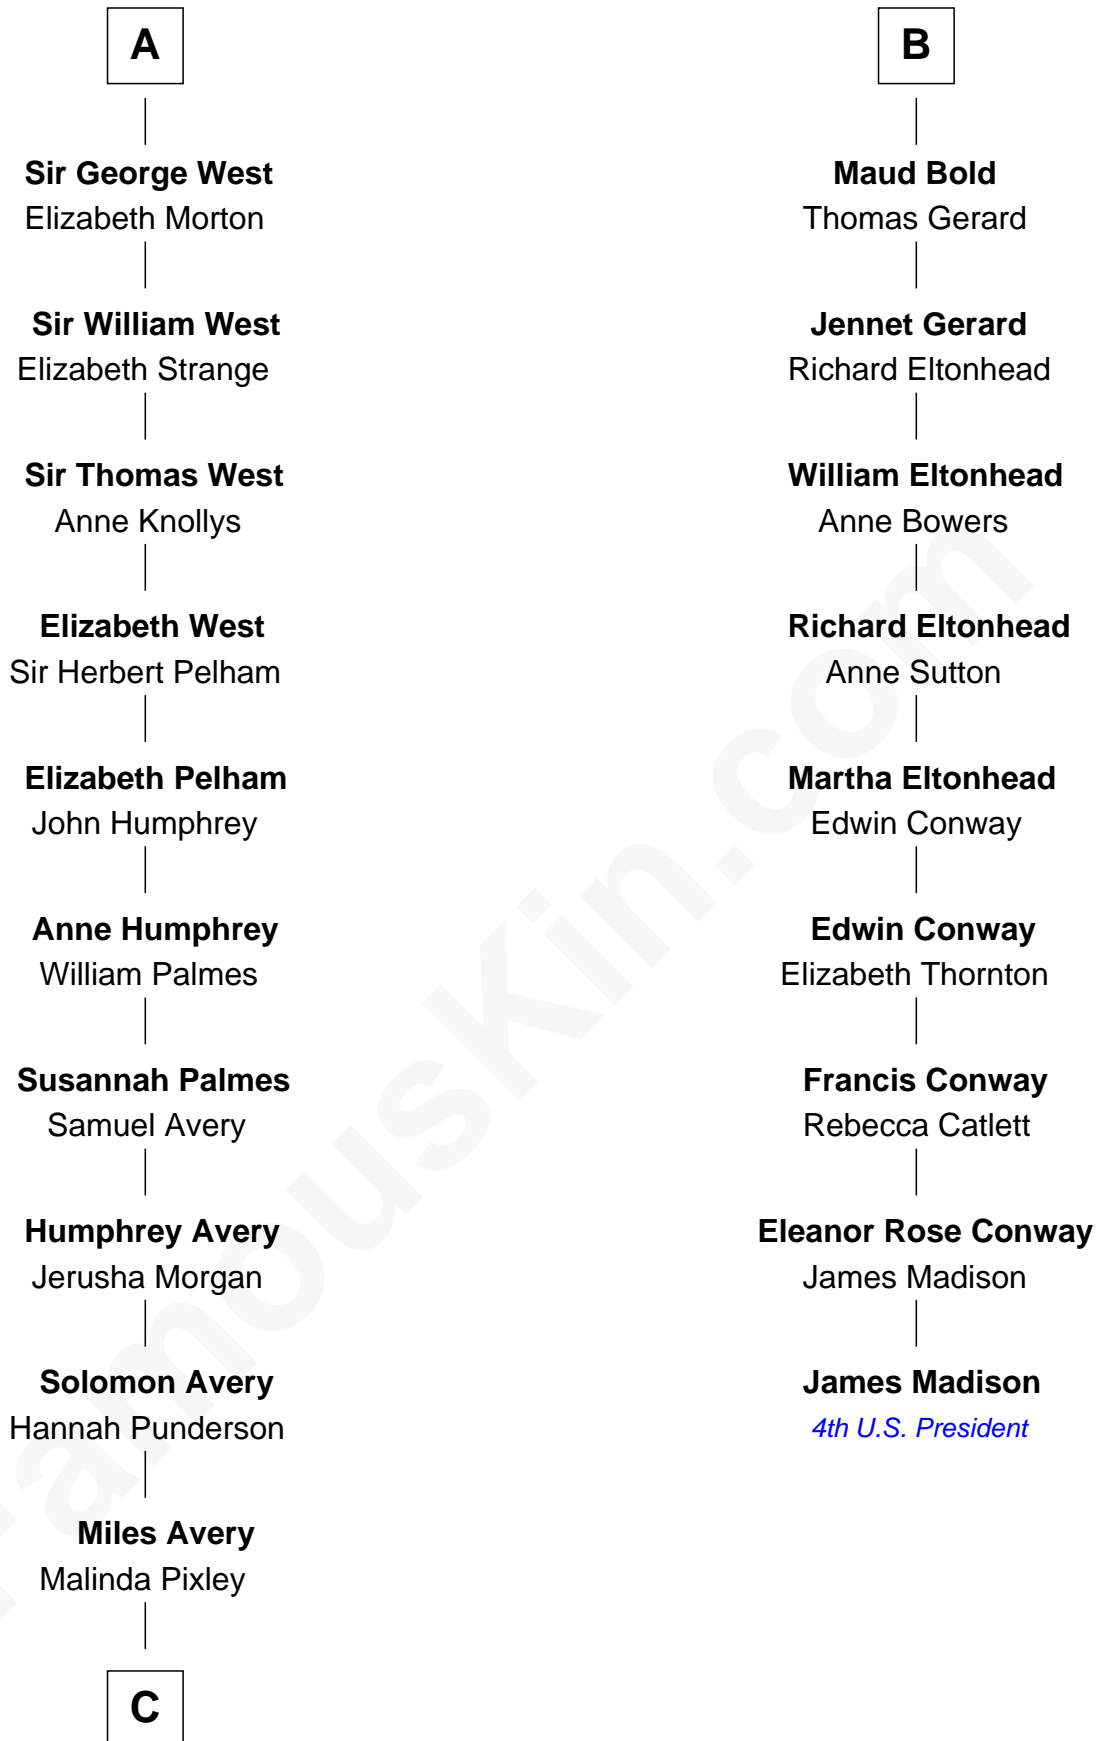 A
Sir George West
Elizabeth Morton
Sir William West
Elizabeth Strange
Sir Thomas West
Anne Knollys
Elizabeth West
Sir Herbert Pelham
Elizabeth Pelham
John Humphrey
Anne Humphrey
William Palmes
Susannah Palmes
Samuel Avery
Humphrey Avery
Jerusha Morgan
Solomon Avery
Hannah Punderson
Miles Avery
Malinda Pixley
C
B
Maud Bold
Thomas Gerard
Jennet Gerard
Richard Eltonhead
William Eltonhead
Anne Bowers
Richard Eltonhead
Anne Sutton
Martha Eltonhead
Edwin Conway
Edwin Conway
Elizabeth Thornton
Francis Conway
Rebecca Catlett
Eleanor Rose Conway
James Madison
James Madison
4th U.S. President
FamousKin.com